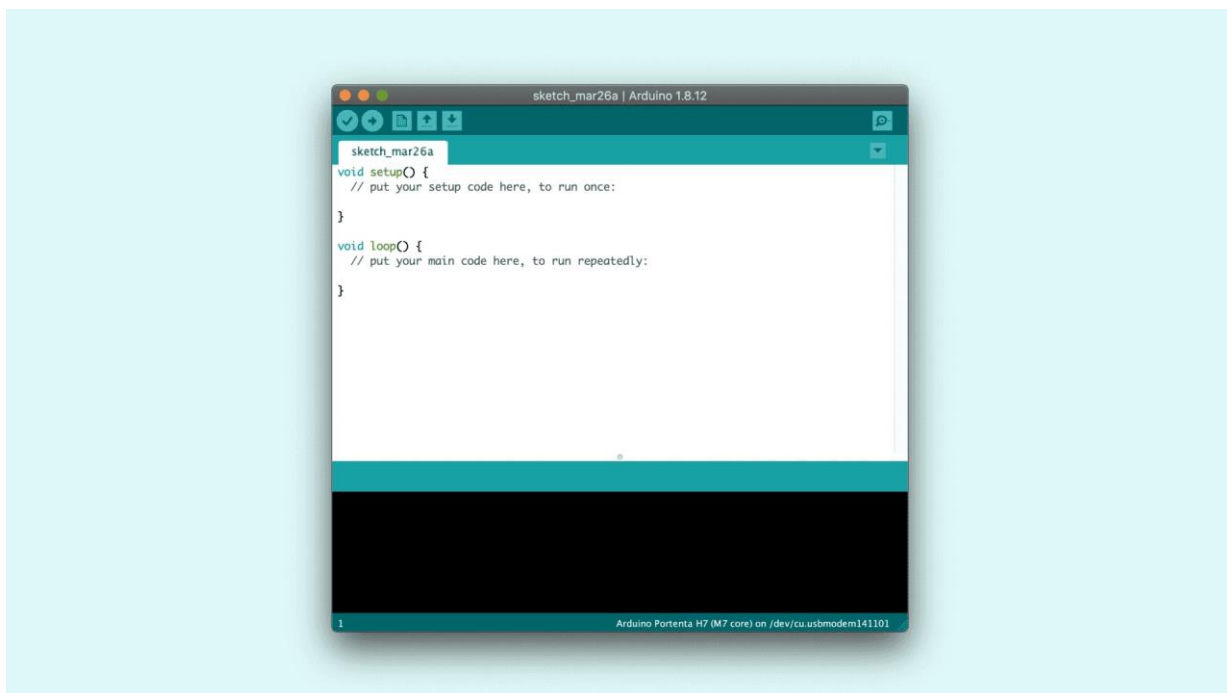 sketch_mar26a | Arduino 1.8.12
sketch_mar26a
void setup() {
  // put your setup code here, to run once:
}
void loop() {
  // put your main code here, to run repeatedly:
}
1 Arduino Portenta H7 (M7 core) on /dev/cu.usbmodem141101